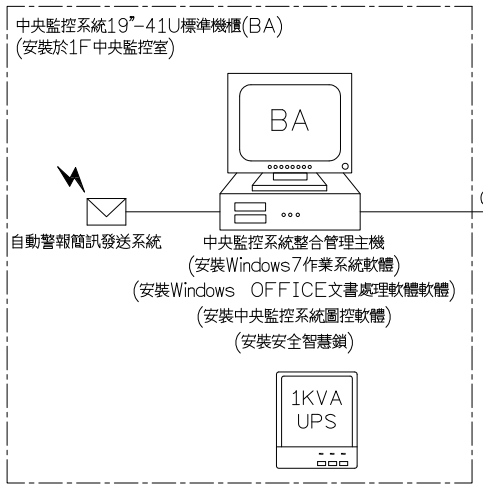 中央監控系統19"-41U標準機櫃(BA)
(安裝於1F中央監控室)
BA
自動警報簡訊發送系統
中央監控系統整合管理主機
(安裝Windows7作業系統軟體)
(安裝Windows OFFICE文書處理軟體軟體)
(安裝中央監控系統圖控軟體)
(安裝安全智慧鎖)
1KVA
UPS